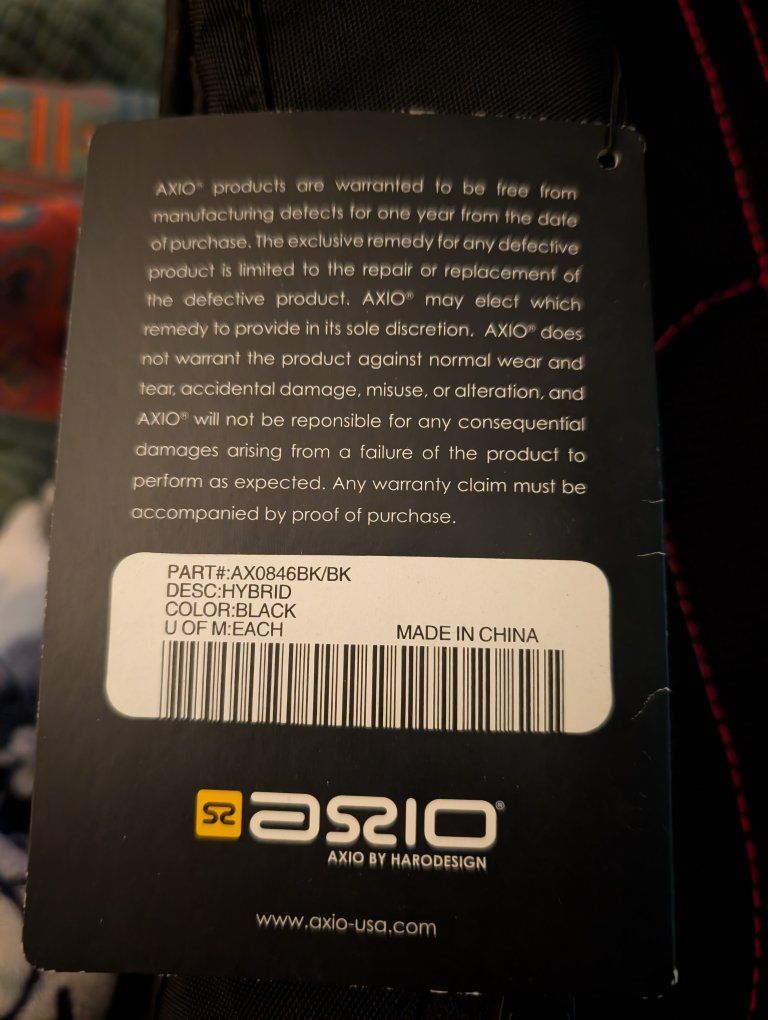 AXIO® products are warranted to be free from
manufacturing defects for one year from the date
of purchase. The exclusive remedy for any defective
product is limited to the repair or replacement of
the defective product. AXIO® may elect which
remedy to provide in its sole discretion. AXIO® does
not warrant the product against normal wear and
tear, accidental damage, misuse, or alteration, and
AXIO® will not be reponsible for any consequential
damages arising from a failure of the product to
perform as expected. Any warranty claim must be
accompanied by proof of purchase.
PART#:AX0846BK/BK
DESC:HYBRID
COLOR:BLACK
U OF M:EACH MADE IN CHINA
AXIO®
AXIO BY HARODESIGN
www.axio-usa.com